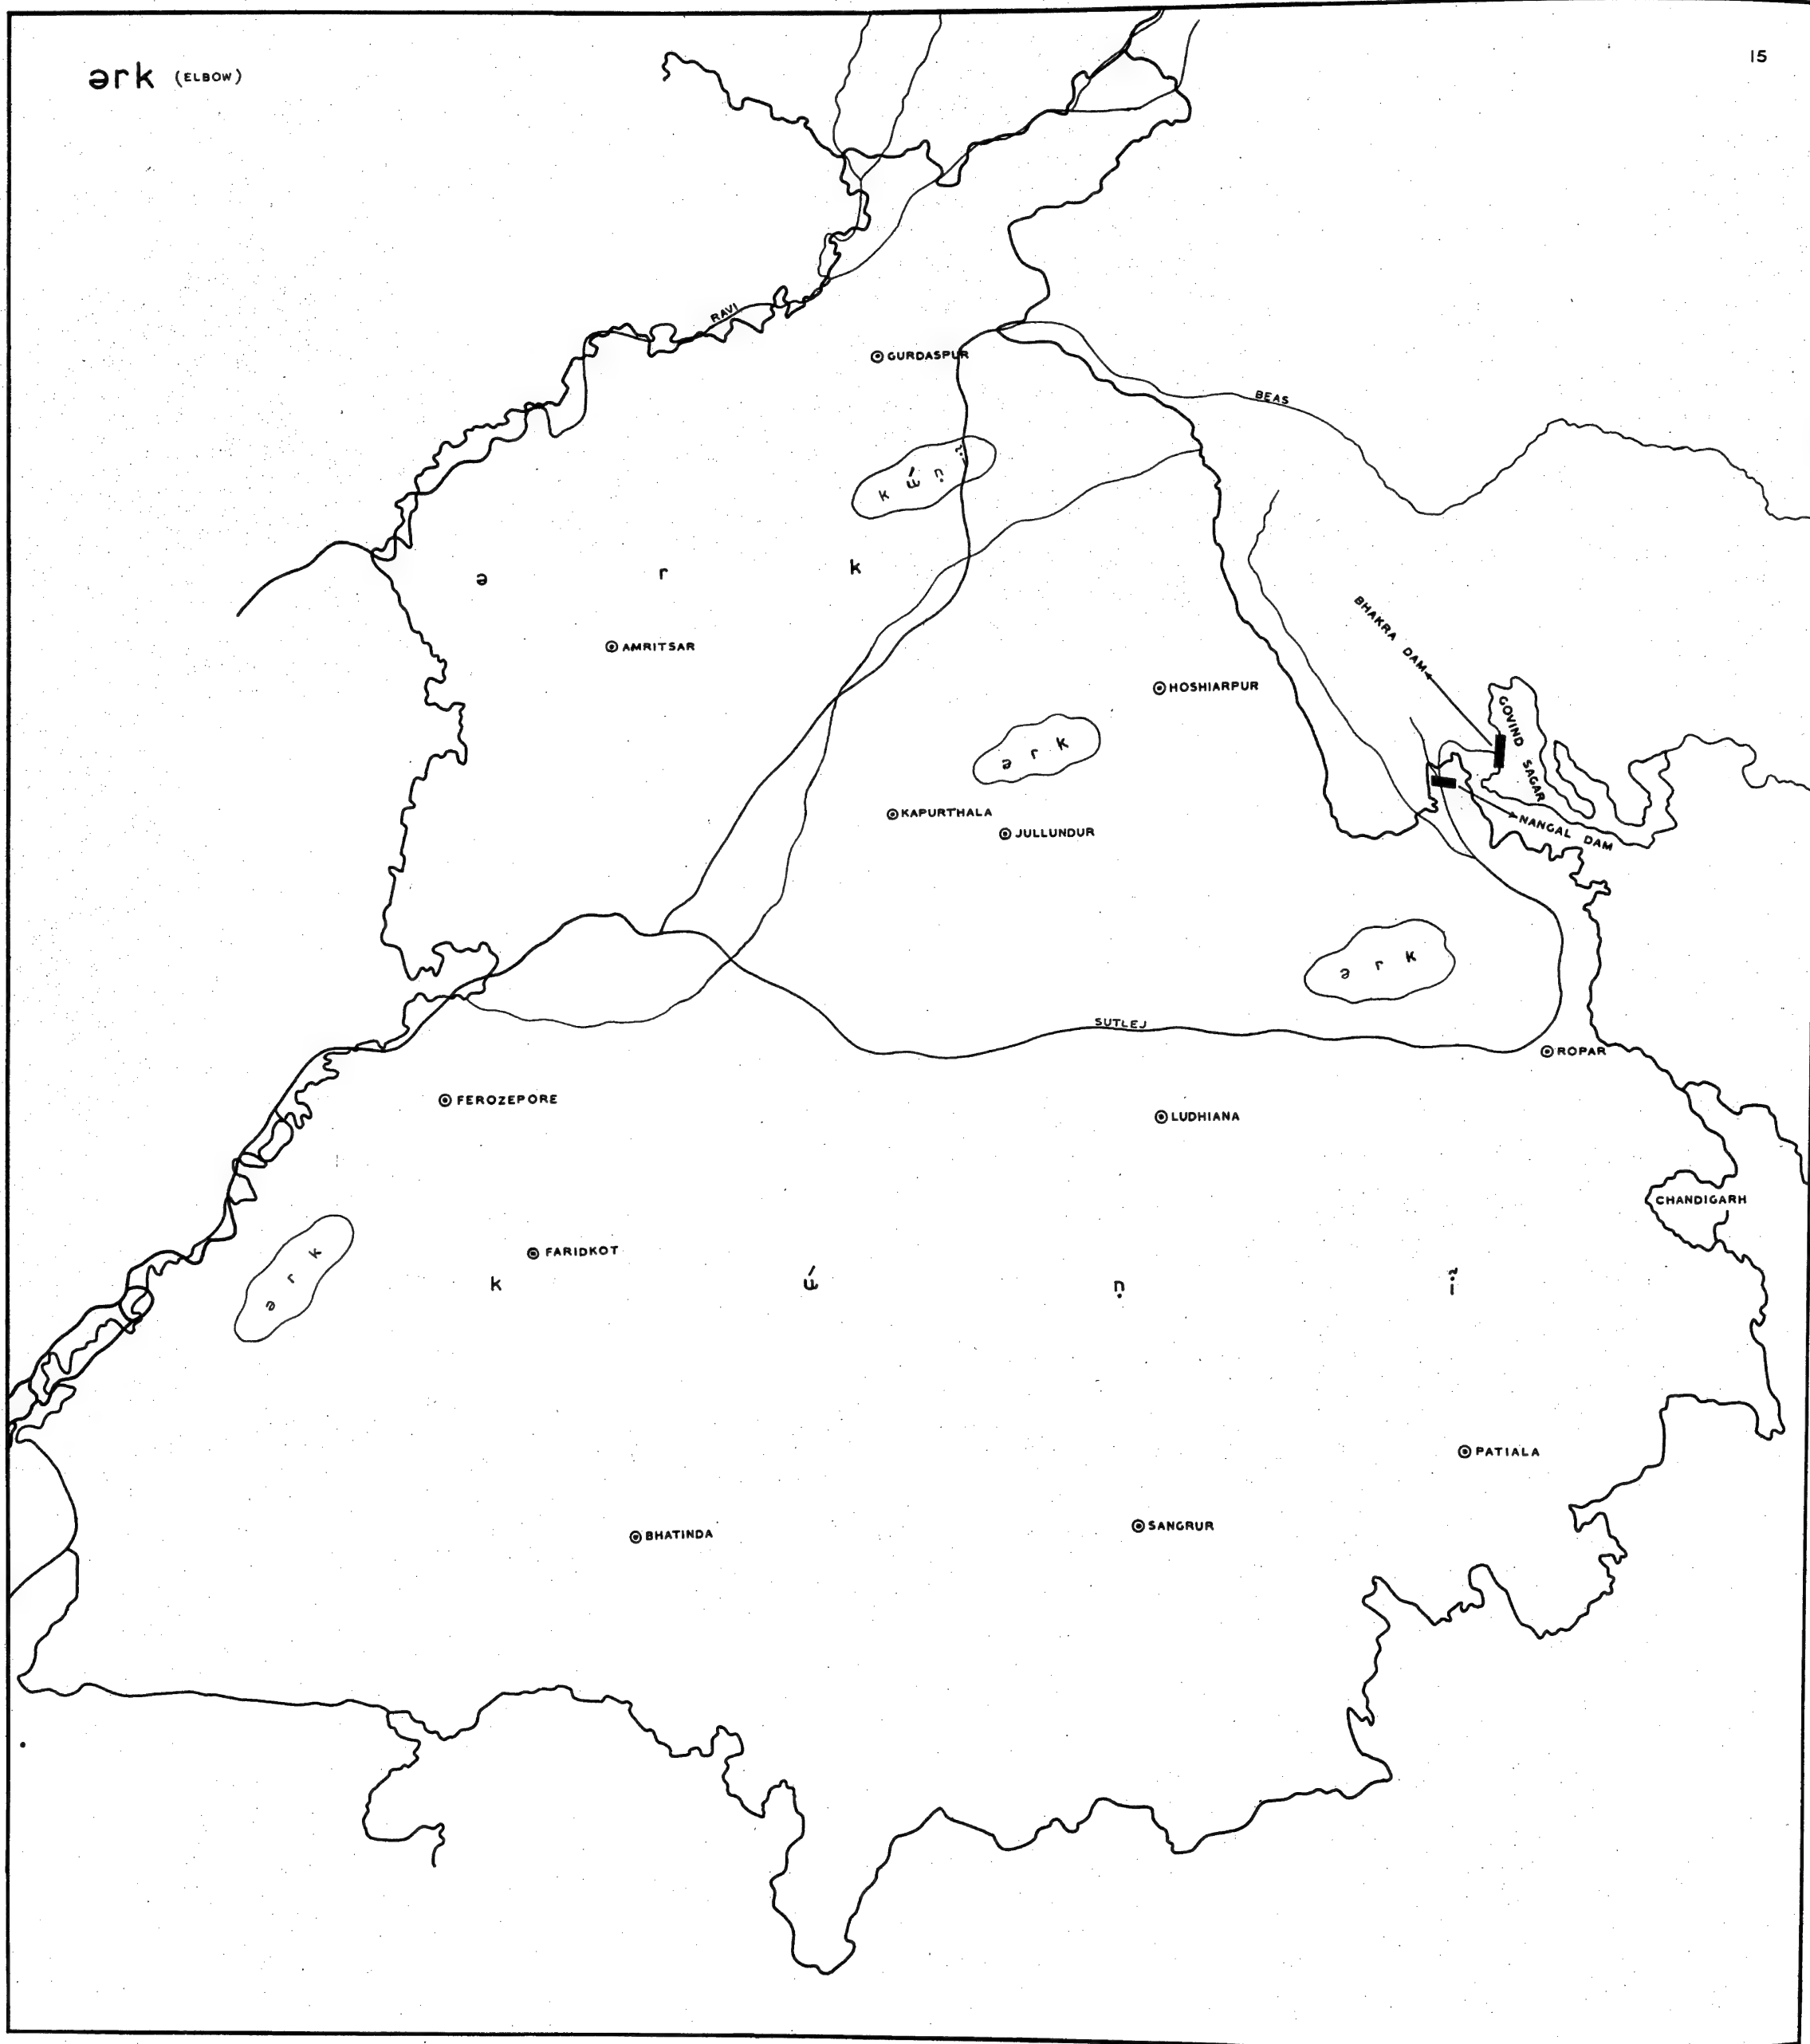 ərk (ELBOW)
15
RAVI
GURDASPUR
BEAS
ə r k
AMRITSAR
BHAKRA DAM
HOSHIARPUR
GOVIND SAGAR
ə r k
KAPURTHALA
JULLUNDUR
NANGAL DAM
ə r k
SUTLEJ
ROPAR
FEROZEPORE
LUDHIANA
CHANDIGARH
ə r k
FARIDKOT
PATIALA
BHATINDA
SANGRUR